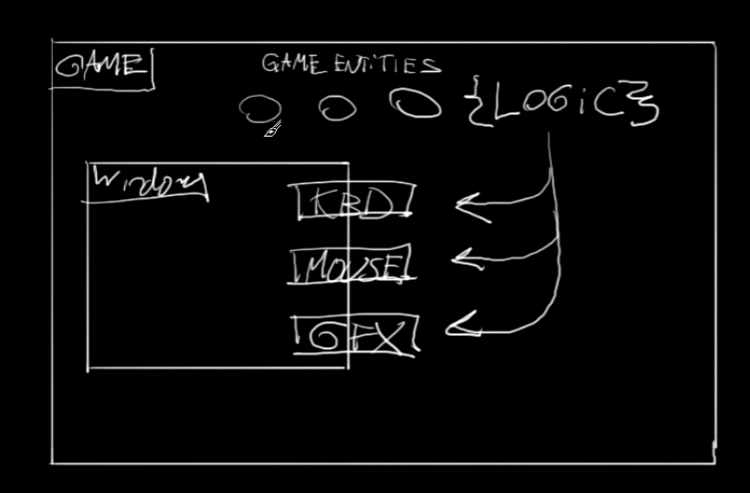 GAME
GAME ENTITIES
{LOGiC}
Window
KBD
MOUSE
GFX